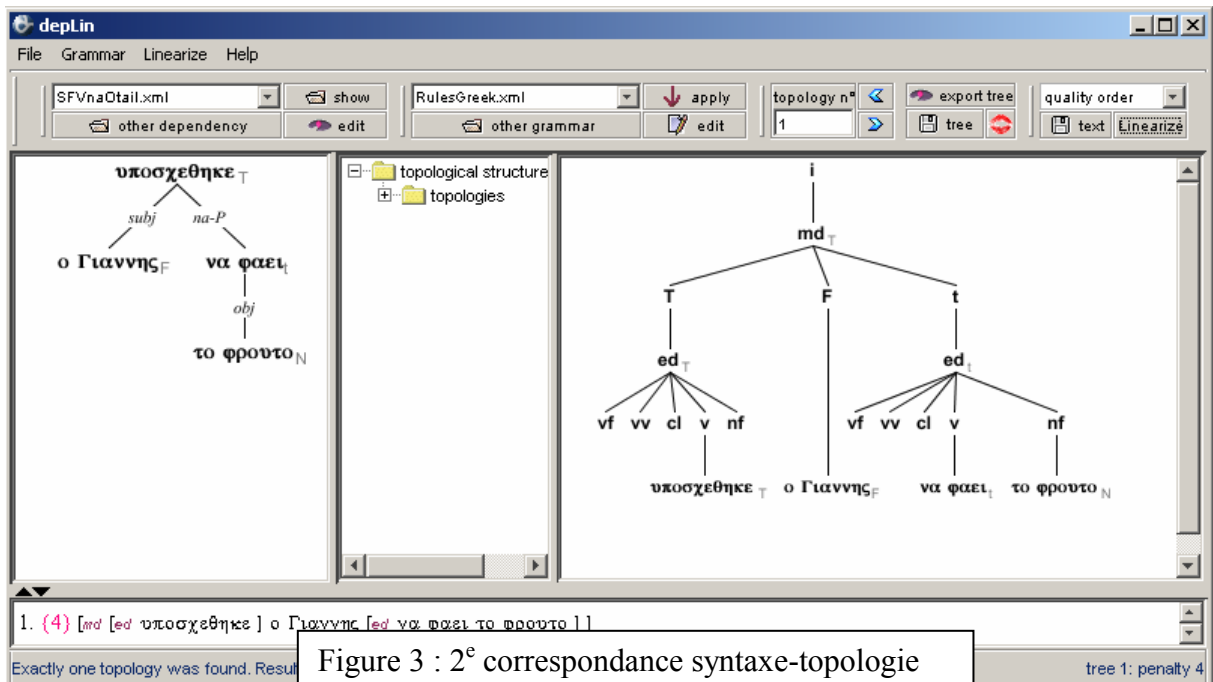 depLin
File Grammar Linearize Help
SFVnaOtail.xml show RulesGreek.xml apply topology n° export tree quality order
other dependency edit other grammar edit 1 tree text Linearize
υποσχεθηκε T
subj na-P
ο Γιαννης F να φαει t
obj
το φρουτο N
topological structure
topologies
i
md T
T F t
ed T ed t
vf vv cl v nf vf vv cl v nf
υποσχεθηκε T ο Γιαννης F να φαει t το φρουτο N
1. {4} [md [ed υποσχεθηκε ] ο Γιαννης [ed να φαει το φρουτο ] ]
Exactly one topology was found. Resul tree 1: penalty 4
Figure 3 : 2e correspondance syntaxe-topologie